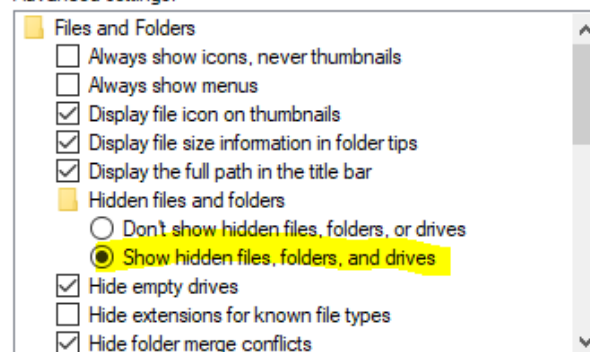 Files and Folders
Always show icons, never thumbnails
Always show menus
Display file icon on thumbnails
Display file size information in folder tips
Display the full path in the title bar
Hidden files and folders
Don't show hidden files, folders, or drives
Show hidden files, folders, and drives
Hide empty drives
Hide extensions for known file types
Hide folder merge conflicts